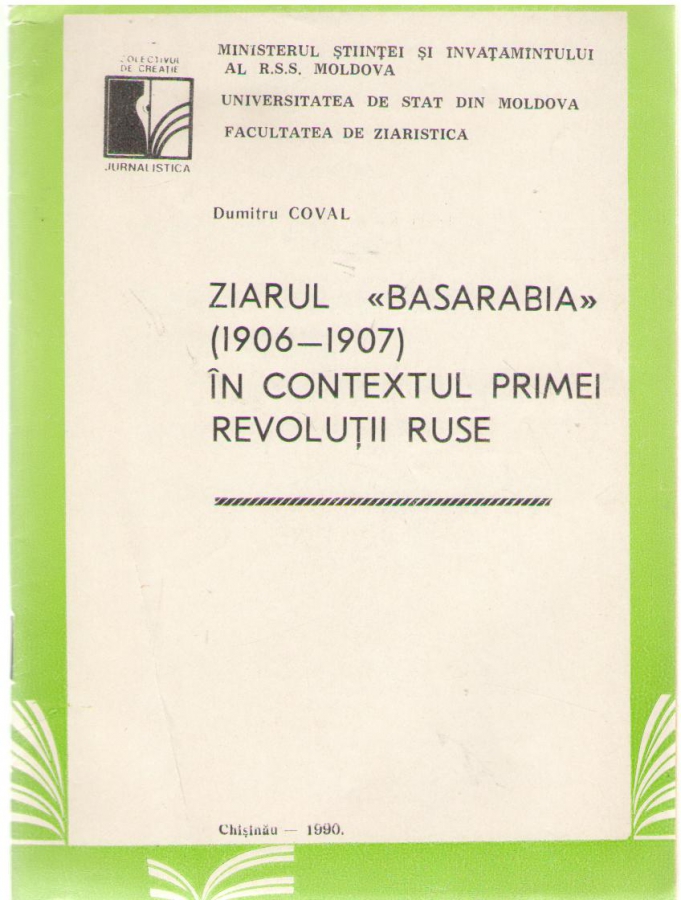 COLECTIVUL
DE CREAȚIE
JURNALISTICA
MINISTERUL ȘTIINȚEI ȘI INVAȚAMINTULUI
AL R.S.S. MOLDOVA
UNIVERSITATEA DE STAT DIN MOLDOVA
FACULTATEA DE ZIARISTICA
Dumitru COVAL
ZIARUL «BASARABIA»
(1906—1907)
ÎN CONTEXTUL PRIMEI
REVOLUȚII RUSE
Chișinău — 1990.